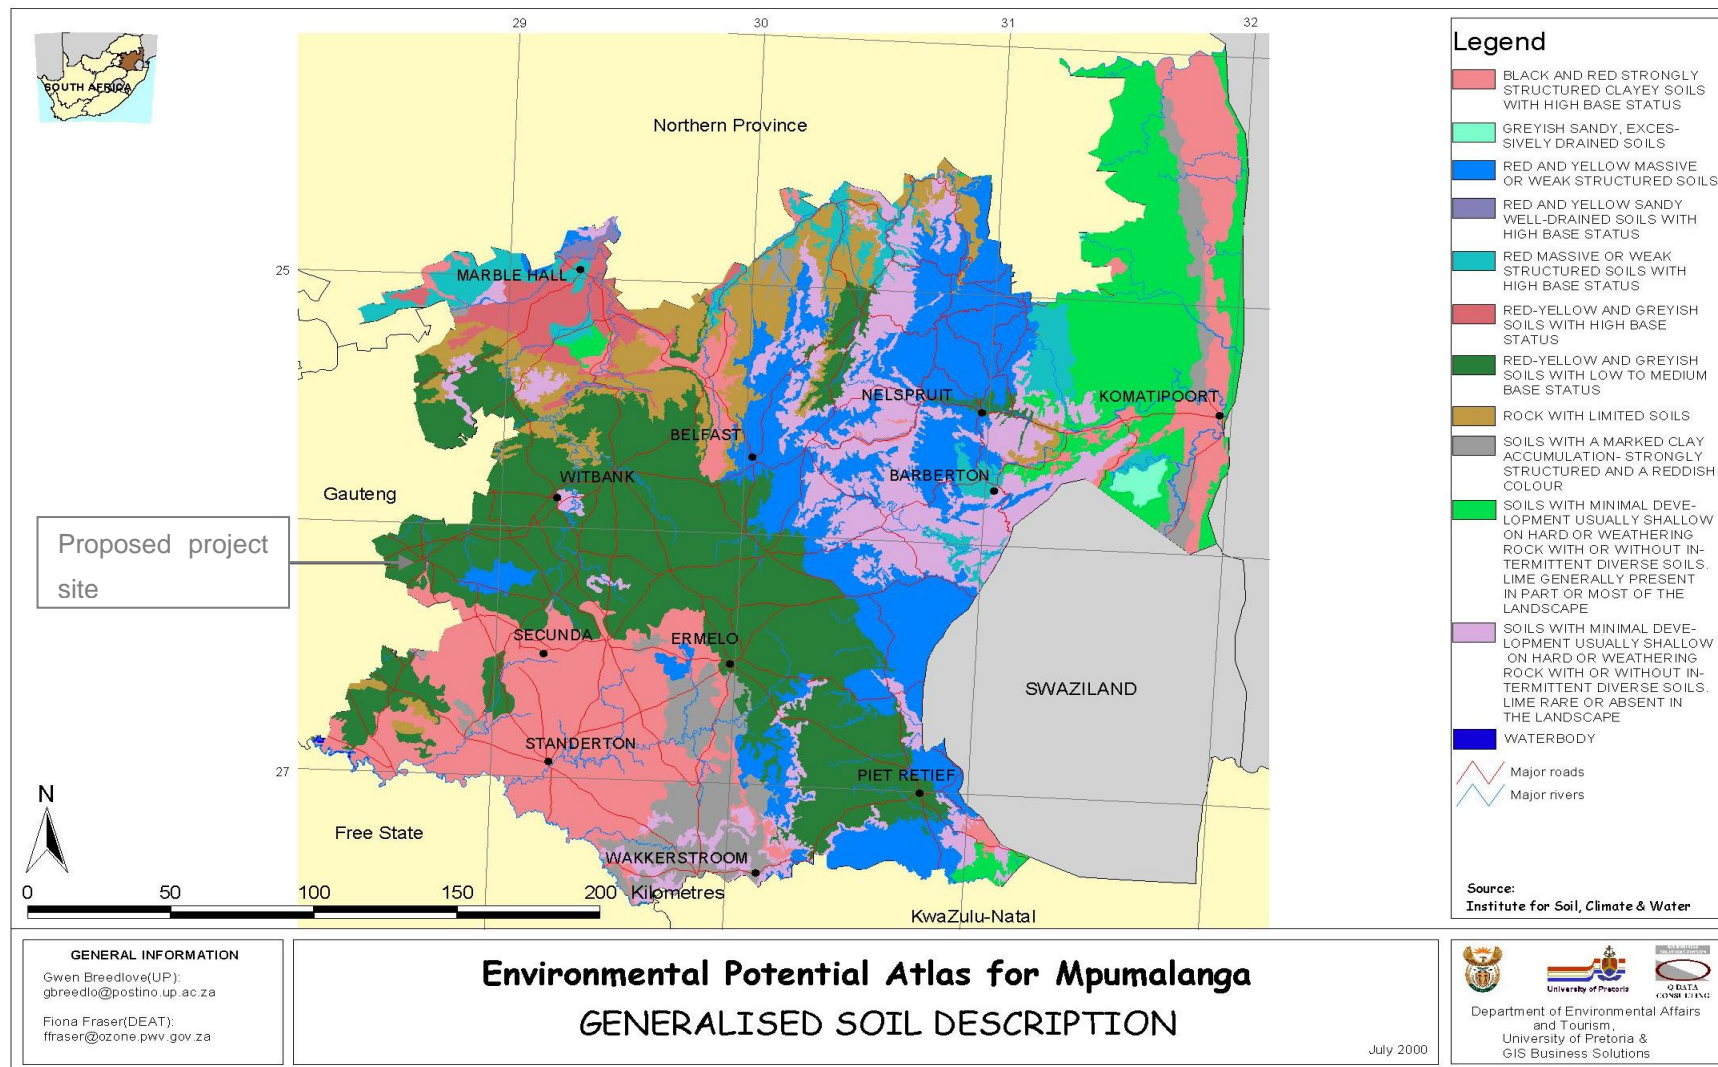 29
30
31
32
SOUTH AFRICA
Northern Province
25
MARBLE HALL
NELSPRUIT
KOMATIPOORT
BELFAST
WITBANK
BARBERTON
Gauteng
Proposed project
site
SECUNDA
ERMELO
SWAZILAND
STANDERTON
27
PIET RETIEF
N
Free State
WAKKERSTROOM
0
50
100
150
200 Kilometres
KwaZulu-Natal
Legend
BLACK AND RED STRONGLY
STRUCTURED CLAYEY SOILS
WITH HIGH BASE STATUS
GREYISH SANDY, EXCES-
SIVELY DRAINED SOILS
RED AND YELLOW MASSIVE
OR WEAK STRUCTURED SOILS
RED AND YELLOW SANDY
WELL-DRAINED SOILS WITH
HIGH BASE STATUS
RED MASSIVE OR WEAK
STRUCTURED SOILS WITH
HIGH BASE STATUS
RED-YELLOW AND GREYISH
SOILS WITH HIGH BASE
STATUS
RED-YELLOW AND GREYISH
SOILS WITH LOW TO MEDIUM
BASE STATUS
ROCK WITH LIMITED SOILS
SOILS WITH A MARKED CLAY
ACCUMULATION- STRONGLY
STRUCTURED AND A REDDISH
COLOUR
SOILS WITH MINIMAL DEVE-
LOPMENT USUALLY SHALLOW
ON HARD OR WEATHERING
ROCK WITH OR WITHOUT IN-
TERMITTENT DIVERSE SOILS.
LIME GENERALLY PRESENT
IN PART OR MOST OF THE
LANDSCAPE
SOILS WITH MINIMAL DEVE-
LOPMENT USUALLY SHALLOW
ON HARD OR WEATHERING
ROCK WITH OR WITHOUT IN-
TERMITTENT DIVERSE SOILS.
LIME RARE OR ABSENT IN
THE LANDSCAPE
WATERBODY
Major roads
Major rivers
Source:
Institute for Soil, Climate & Water
GENERAL INFORMATION
Gwen Breedlove(UP):
gbreedlo@postino.up.ac.za
Fiona Fraser(DEAT):
ffraser@ozone.pwv.gov.za
Environmental Potential Atlas for Mpumalanga
GENERALISED SOIL DESCRIPTION
July 2000
University of Pretoria
Q DATA
CONSULTING
Department of Environmental Affairs
and Tourism,
University of Pretoria &
GIS Business Solutions